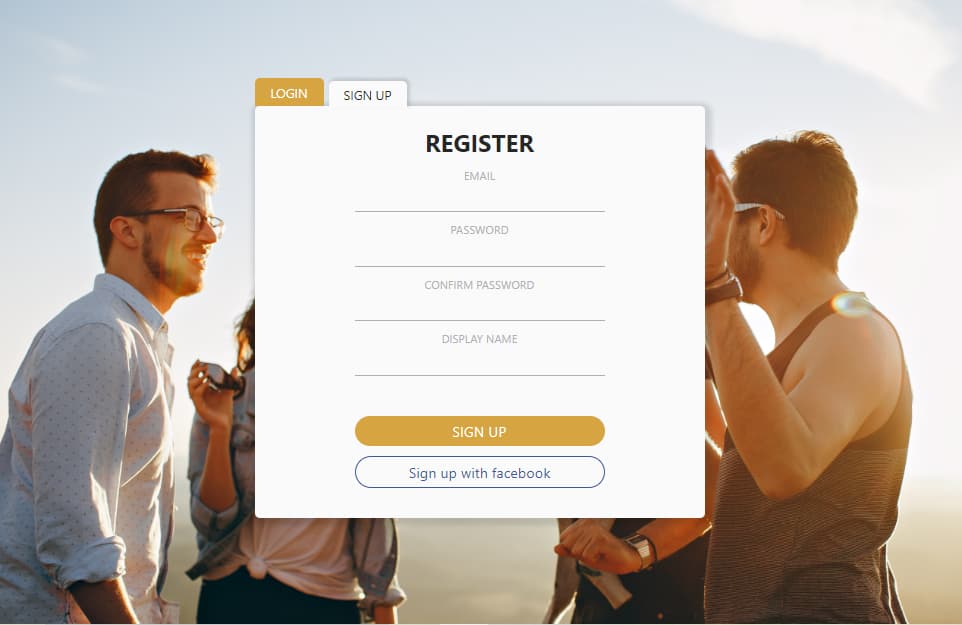 LOGIN
SIGN UP
REGISTER
EMAIL
PASSWORD
CONFIRM PASSWORD
DISPLAY NAME
SIGN UP
Sign up with facebook